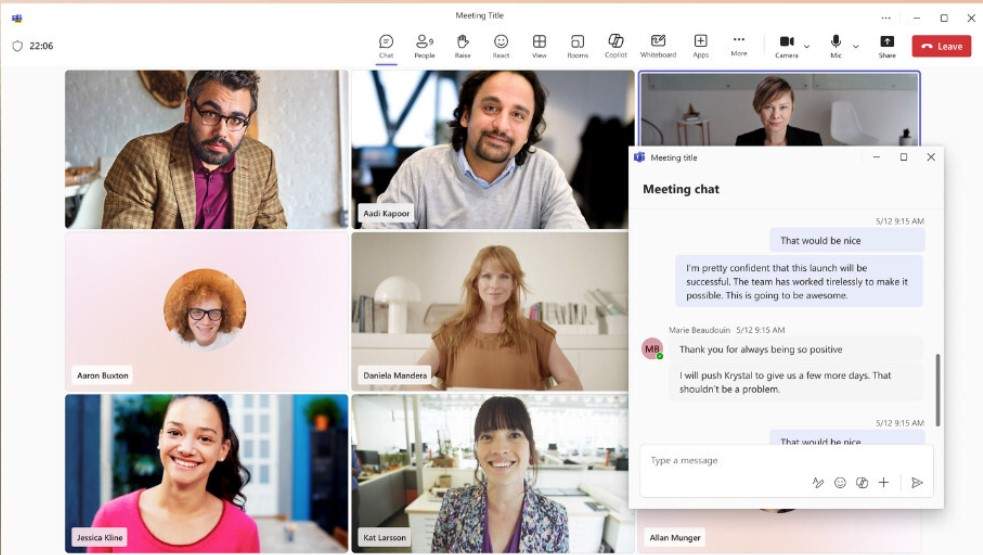 Meeting Title
22:06
Chat
9
People
Raise
React
View
Rooms
Copilot
Whiteboard
Apps
More
Camera
Mic
Share
Leave
Aadi Kapoor
Aaron Buxton
Daniela Mandera
Jessica Kline
Kat Larsson
Allan Munger
Meeting title
Meeting chat
5/12 9:15 AM
That would be nice
I'm pretty confident that this launch will be
successful. The team has worked tirelessly to make it
possible. This is going to be awesome.
Marie Beaudouin 5/12 9:15 AM
MB
Thank you for always being so positive
I will push Krystal to give us a few more days. That
shouldn't be a problem.
5/12 9:15 AM
That would be nice
Type a message